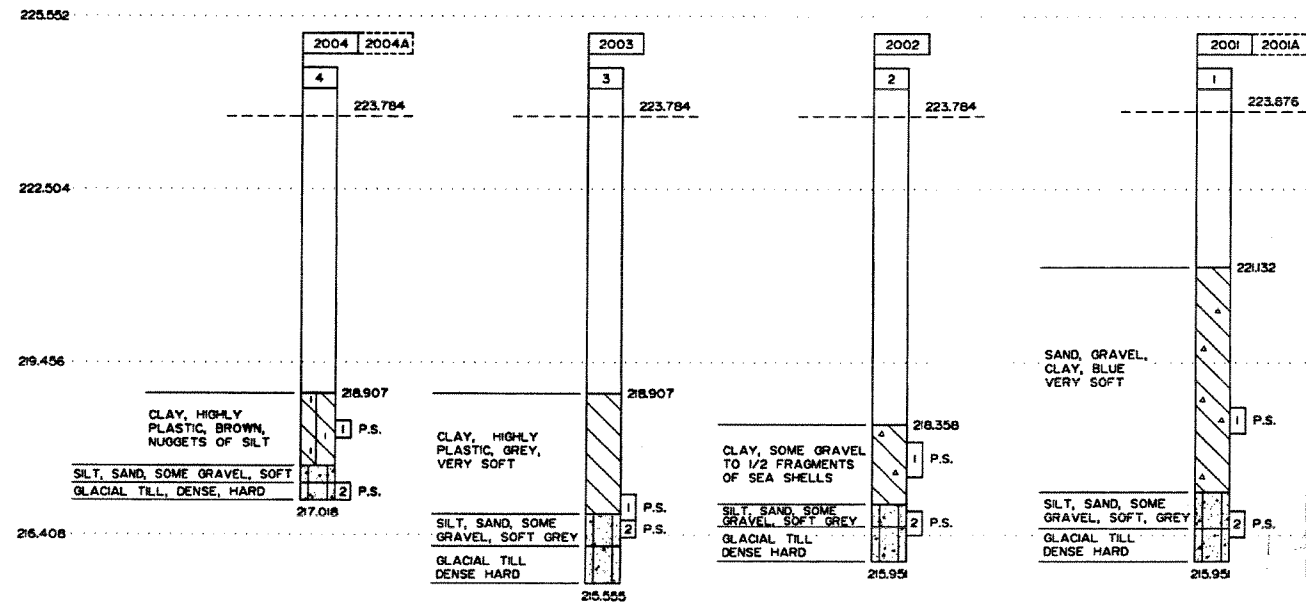 225.552
2004 2004A
2003
2002
2001 2001A
4
3
2
1
223.784
223.784
223.784
223.876
222.504
221.132
219.456
SAND, GRAVEL,
CLAY, BLUE
VERY SOFT
218.907
218.907
218.358
CLAY, HIGHLY
PLASTIC, BROWN,
NUGGETS OF SILT
1 P.S.
CLAY, HIGHLY
PLASTIC, GREY,
VERY SOFT
1 P.S.
CLAY, SOME GRAVEL
TO 1/2 FRAGMENTS
OF SEA SHELLS
1 P.S.
1 P.S.
SILT, SAND, SOME GRAVEL, SOFT
GLACIAL TILL, DENSE, HARD
2 P.S.
217.018
SILT, SAND, SOME
GRAVEL, SOFT GREY
2 P.S.
SILT, SAND, SOME
GRAVEL, SOFT GREY
2 P.S.
SILT, SAND, SOME
GRAVEL, SOFT, GREY
2 P.S.
216.408
GLACIAL TILL
DENSE HARD
GLACIAL TILL
DENSE HARD
GLACIAL TILL
DENSE HARD
215.555
215.951
215.951